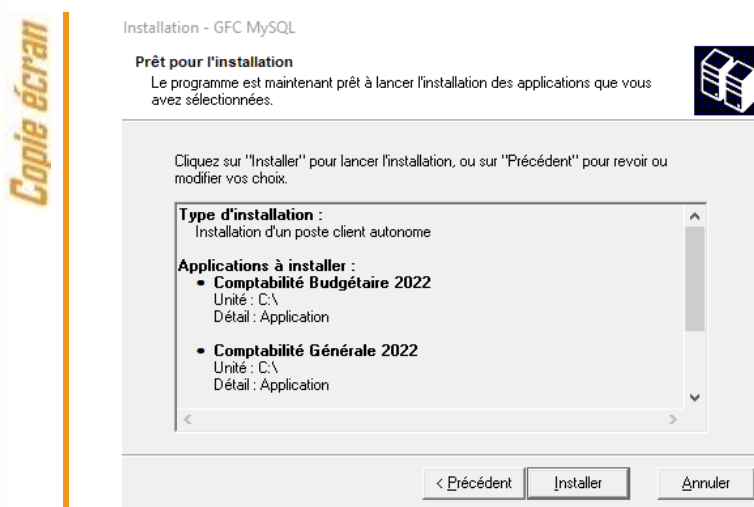 Copie écran
Installation - GFC MySQL
Prêt pour l'installation
Le programme est maintenant prêt à lancer l'installation des applications que vous
avez sélectionnées.
Cliquez sur "Installer" pour lancer l'installation, ou sur "Précédent" pour revoir ou
modifier vos choix.
Type d'installation :
Installation d'un poste client autonome
Applications à installer :
• Comptabilité Budgétaire 2022
Unité : C:\
Détail : Application
• Comptabilité Générale 2022
Unité : C:\
Détail : Application
< Précédent
Installer
Annuler